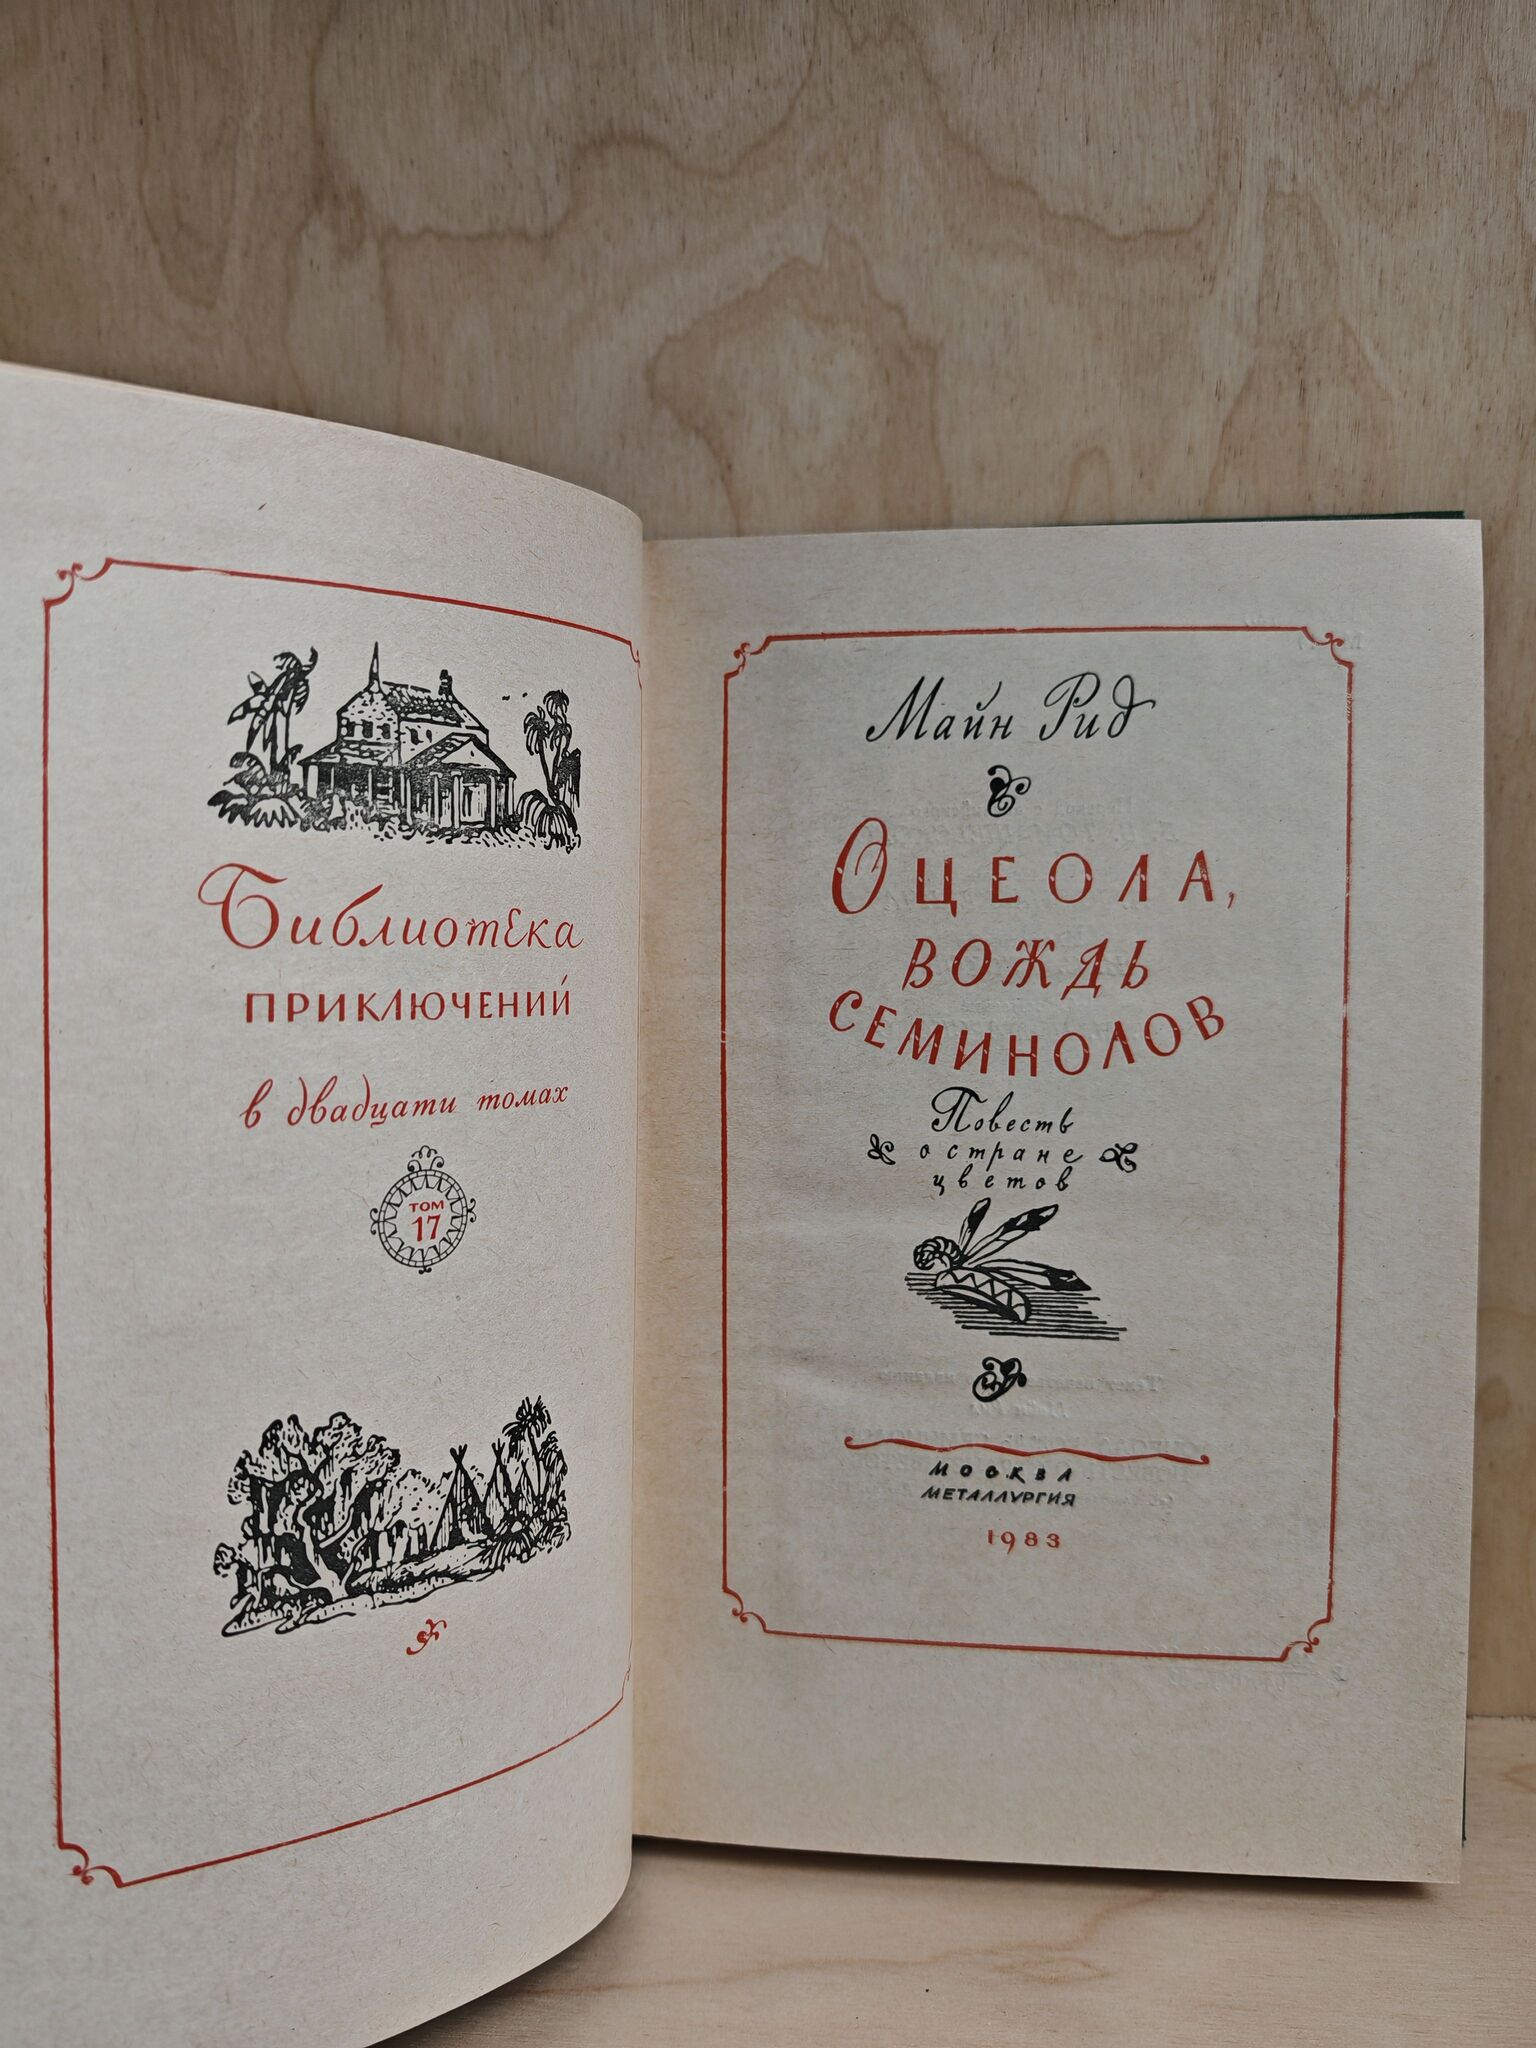 Библиотека
ПРИКЛЮЧЕНИЙ
в двадцати томах
ТОМ
17
Майн Рид
ОЦЕОЛА,
ВОЖДЬ
СЕМИНОЛОВ
Повесть
о стране
цветов
МОСКВА
МЕТАЛЛУРГИЯ
1983